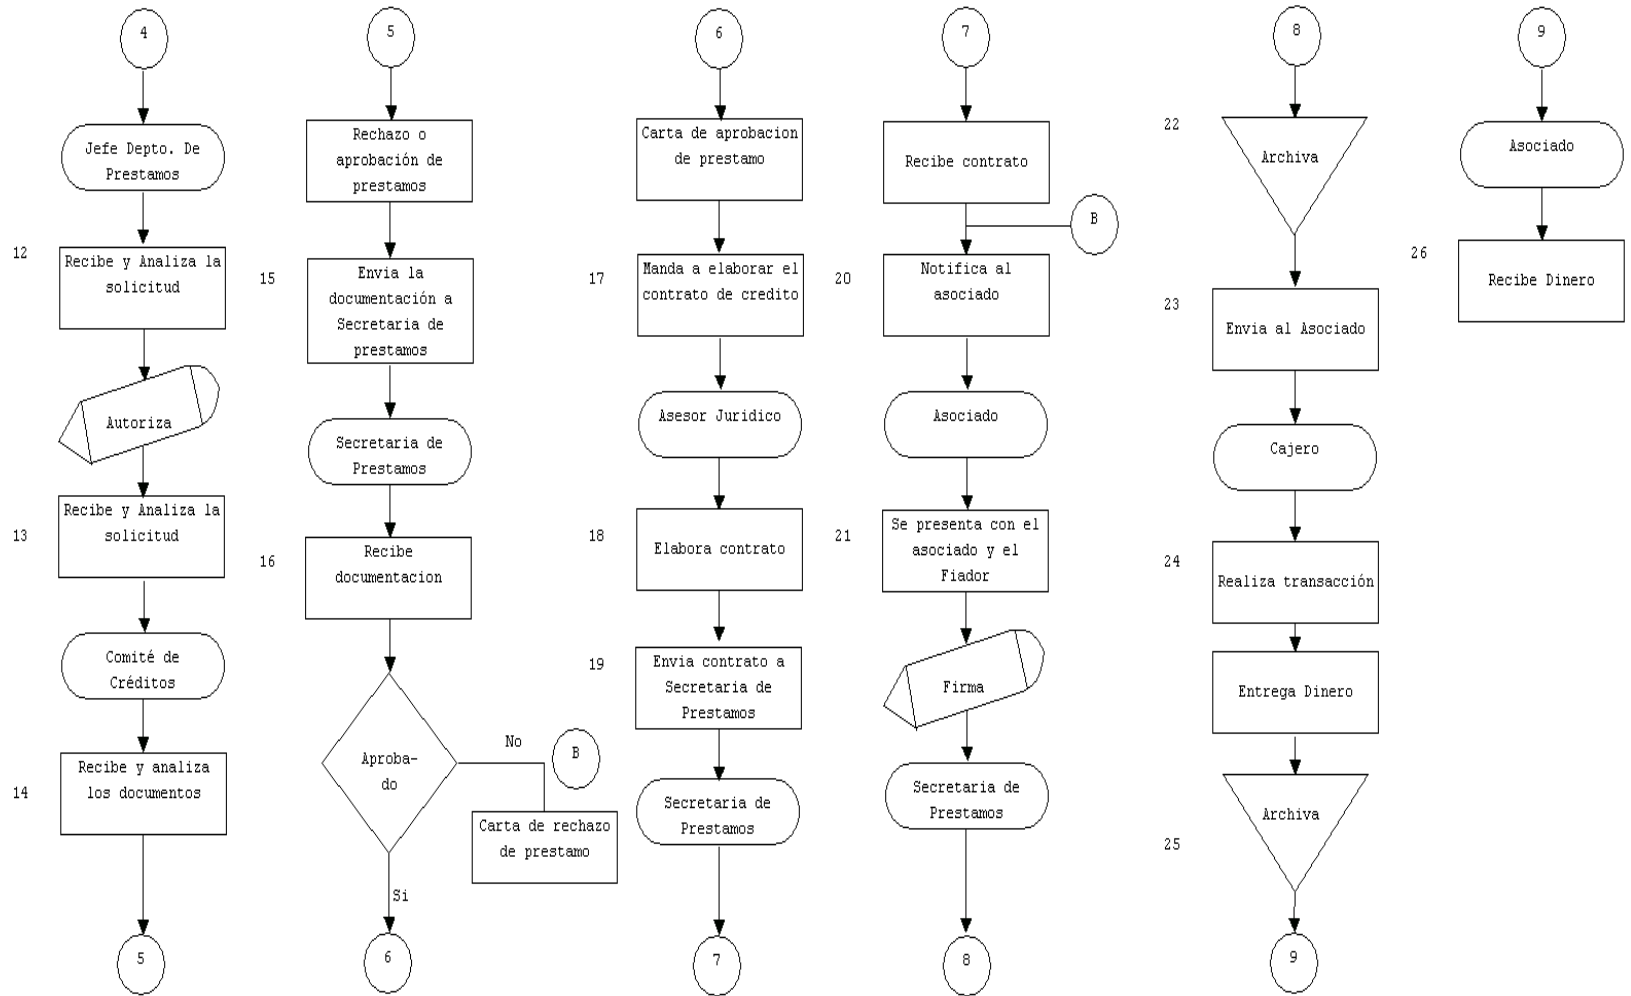 4
Jefe Depto. De
Prestamos
12
Recibe y Analiza la
solicitud
Autoriza
13
Recibe y Analiza la
solicitud
Comité de
Créditos
14
Recibe y analiza
los documentos
5
5
Rechazo o
aprobación de
prestamos
15
Envia la
documentación a
Secretaria de
prestamos
Secretaria de
Prestamos
16
Recibe
documentacion
Aproba-
do
No
B
Carta de rechazo
de prestamo
Si
6
6
Carta de aprobacion
de prestamo
17
Manda a elaborar el
contrato de credito
Asesor Juridico
18
Elabora contrato
19
Envia contrato a
Secretaria de
Prestamos
Secretaria de
Prestamos
7
7
Recibe contrato
B
20
Notifica al
asociado
Asociado
21
Se presenta con el
asociado y el
Fiador
Firma
Secretaria de
Prestamos
8
8
22
Archiva
23
Envia al Asociado
Cajero
24
Realiza transacción
Entrega Dinero
25
Archiva
9
9
Asociado
26
Recibe Dinero